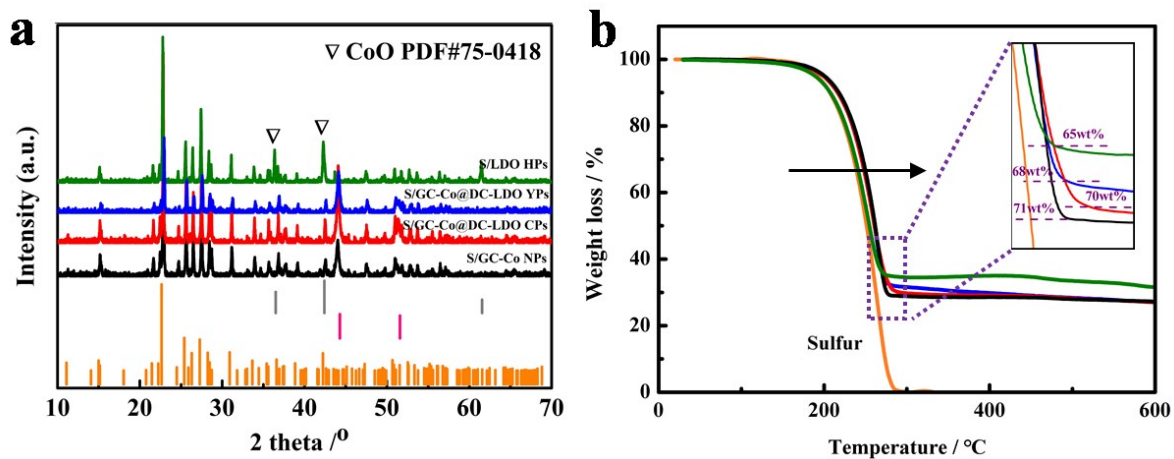 a
▽ CoO PDF#75-0418
S/LDO HPs
S/GC-Co@DC-LDO YPs
S/GC-Co@DC-LDO CPs
S/GC-Co NPs
Intensity (a.u.)
10 20 30 40 50 60 70
2 theta /°
b
100
80
60
40
20
0
65wt%
68wt%
70wt%
71wt%
Sulfur
Weight loss / %
0 200 400 600
Temperature / °C